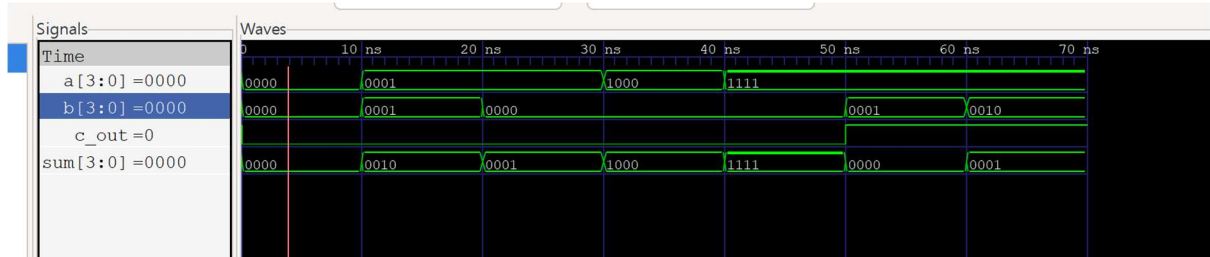 Signals Waves
Time 0 10 ns 20 ns 30 ns 40 ns 50 ns 60 ns 70 ns
a[3:0] =0000 0000 0001 1000 1111
b[3:0] =0000 0000 0001 0000 0001 0010
c_out =0
sum[3:0] =0000 0000 0010 0001 1000 1111 0000 0001